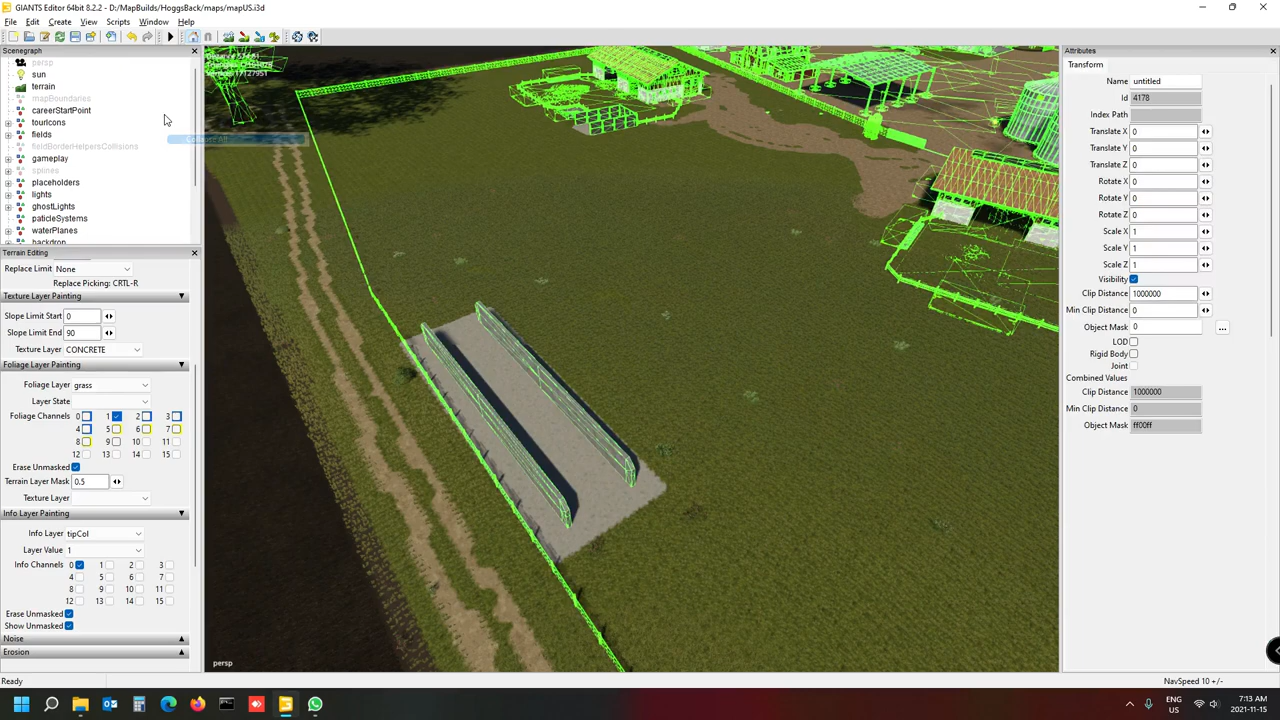 GIANTS Editor 64bit 8.2.2 - D:/MapBuilds/HoggsBack/maps/mapUS.i3d
File Edit Create View Scripts Window Help
Scenegraph
persp
sun
terrain
mapBoundaries
careerStartPoint
tourIcons
fields
fieldBorderHelpersCollisions
gameplay
splines
placeholders
lights
ghostLights
paticleSystems
waterPlanes
backdrop
Collapse All
Terrain Editing
Replace Limit None
Replace Picking: CRTL-R
Texture Layer Painting
Slope Limit Start 0
Slope Limit End 90
Texture Layer CONCRETE
Foliage Layer Painting
Foliage Layer grass
Layer State
Foliage Channels 0 1 2 3
4 5 6 7
8 9 10 11
12 13 14 15
Erase Unmasked
Terrain Layer Mask 0.5
Texture Layer
Info Layer Painting
Info Layer tipCol
Layer Value 1
Info Channels 0 1 2 3
4 5 6 7
8 9 10 11
12 13 14 15
Erase Unmasked
Show Unmasked
Noise
Erosion
persp
Attributes
Transform
Name untitled
Id 4178
Index Path
Translate X 0
Translate Y 0
Translate Z 0
Rotate X 0
Rotate Y 0
Rotate Z 0
Scale X 1
Scale Y 1
Scale Z 1
Visibility
Clip Distance 1000000
Min Clip Distance 0
Object Mask 0 ...
LOD
Rigid Body
Joint
Combined Values
Clip Distance 1000000
Min Clip Distance 0
Object Mask ff00ff
Ready
NavSpeed 10 +/-
ENG
US
7:13 AM
2021-11-15